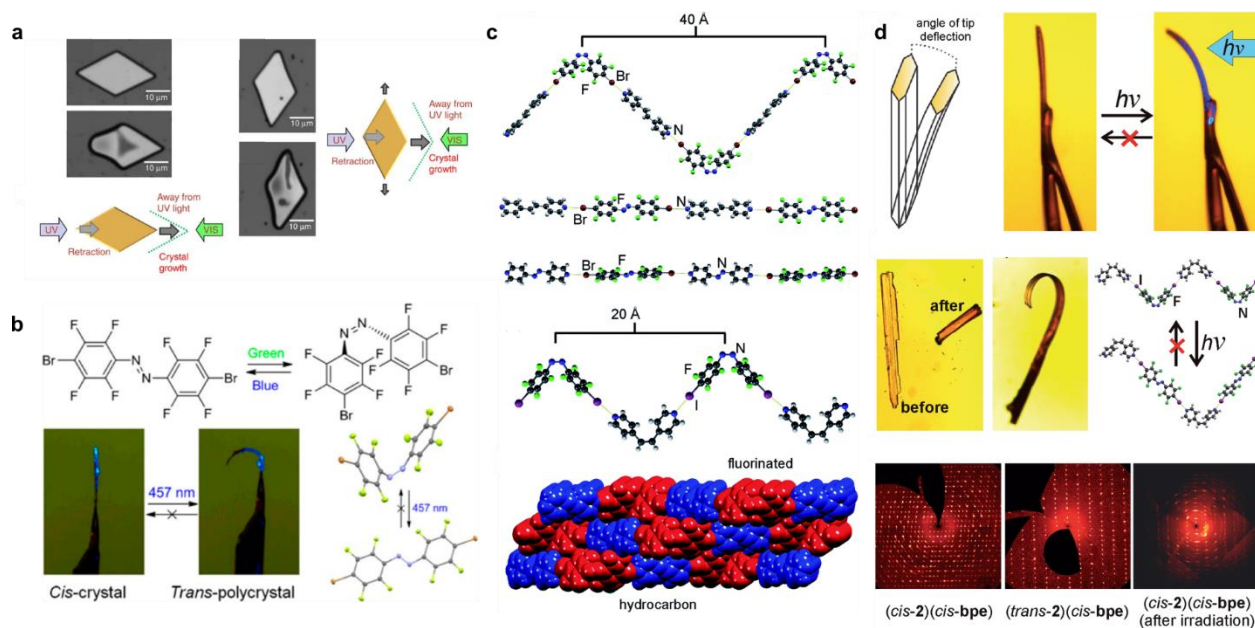 a
10 μm
10 μm
10 μm
10 μm
UV
Retraction
Away from
UV light
Crystal
growth
VIS
UV
Retraction
Away from
UV light
Crystal
growth
VIS
b
F
F
F
F
Br
N
N
Br
F
F
F
F
Green
Blue
N
N
F
F
F
F
F
F
F
F
Br
Br
457 nm
457 nm
Cis-crystal
Trans-polycrystal
c
40 Å
Br
F
N
Br
F
N
Br
F
N
20 Å
F
N
I
fluorinated
hydrocarbon
d
angle of tip
deflection
hν
hν
before
after
I
F
N
hν
(cis-2)(cis-bpe)
(trans-2)(cis-bpe)
(cis-2)(cis-bpe)
(after irradiation)